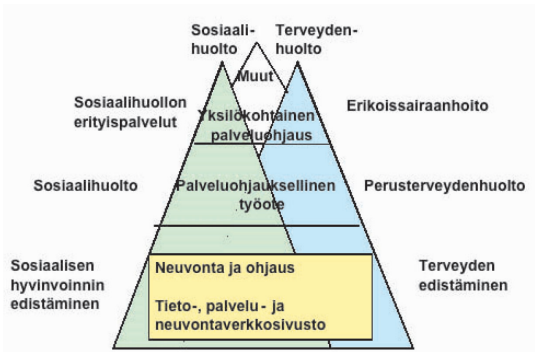 Sosiaali-
huolto
Terveyden-
huolto
Muut
Sosiaalihuollon
erityispalvelut
Yksilökohtainen
palveluohjaus
Erikoissairaanhoito
Sosiaalihuolto
Palveluohjauksellinen
työote
Perusterveydenhuolto
Sosiaalisen
hyvinvoinnin
edistäminen
Neuvonta ja ohjaus
Tieto-, palvelu- ja
neuvontaverkkosivusto
Terveyden
edistäminen